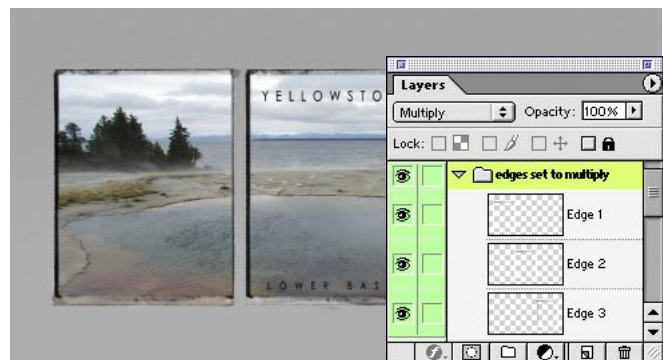 YELLOWSTO
LOWER BAS
Layers
Multiply
Opacity: 100%
Lock:
edges set to multiply
Edge 1
Edge 2
Edge 3